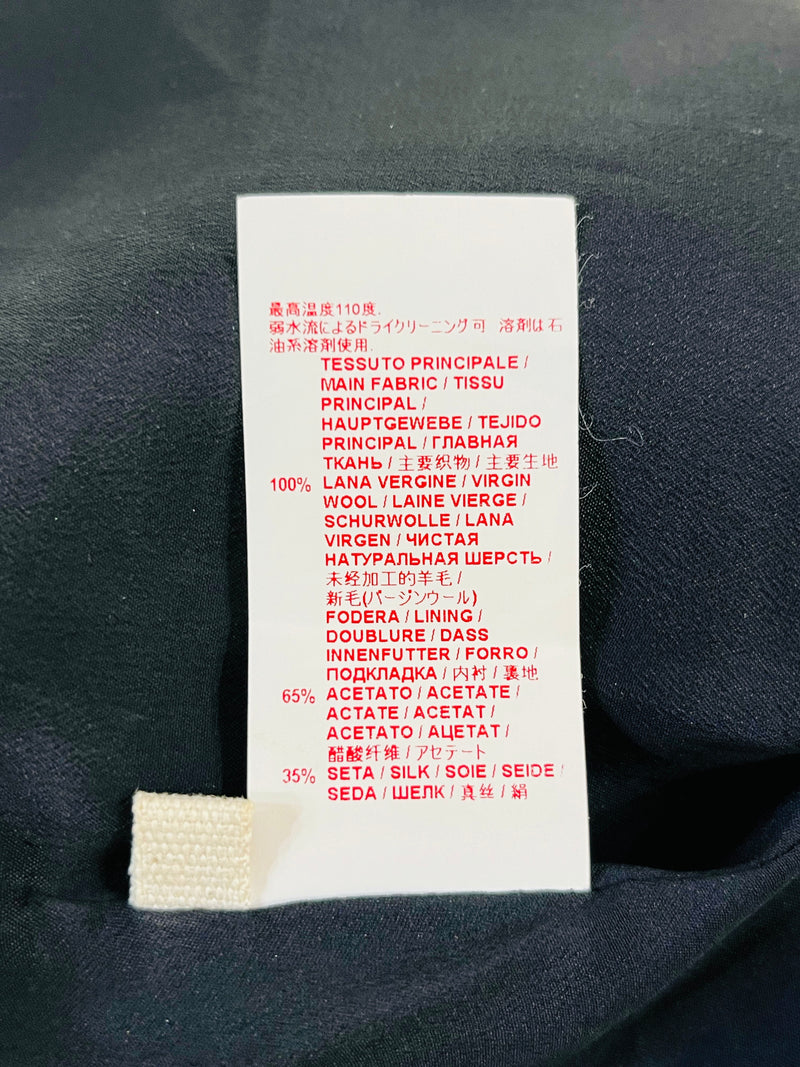 最高温度110度.
弱水流によるドライクリーニング可 溶剤は石
油系溶剤使用.
TESSUTO PRINCIPALE /
MAIN FABRIC / TISSU
PRINCIPAL /
HAUPTGEWEBE / TEJIDO
PRINCIPAL / ГЛАВНАЯ
ТКАНЬ / 主要织物 / 主要生地
100% LANA VERGINE / VIRGIN
WOOL / LAINE VIERGE /
SCHURWOLLE / LANA
VIRGEN / ЧИСТАЯ
НАТУРАЛЬНАЯ ШЕРСТЬ /
未经加工的羊毛 /
新毛(バージンウール)
FODERA / LINING /
DOUBLURE / DASS
INNENFUTTER / FORRO /
ПОДКЛАДКА / 内衬 / 裏地
65% ACETATO / ACETATE /
ACTATE / ACETAT /
ACETATO / АЦЕТАТ /
醋酸纤维 / アセテート
35% SETA / SILK / SOIE / SEIDE /
SEDA / ШЕЛК / 真丝 / 絹